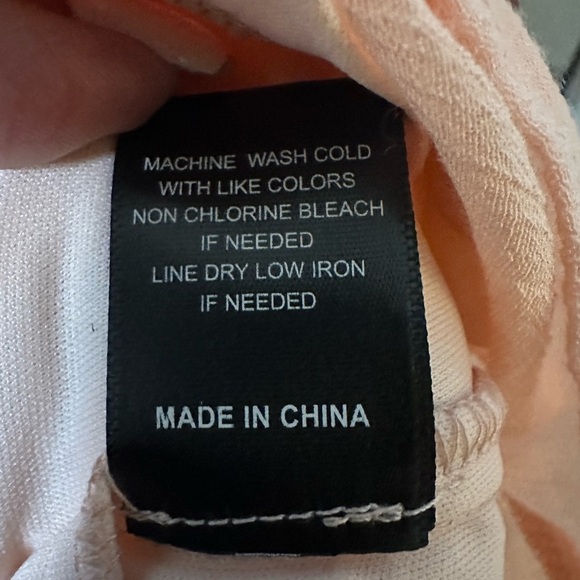 MACHINE WASH COLD
WITH LIKE COLORS
NON CHLORINE BLEACH
IF NEEDED
LINE DRY LOW IRON
IF NEEDED
MADE IN CHINA